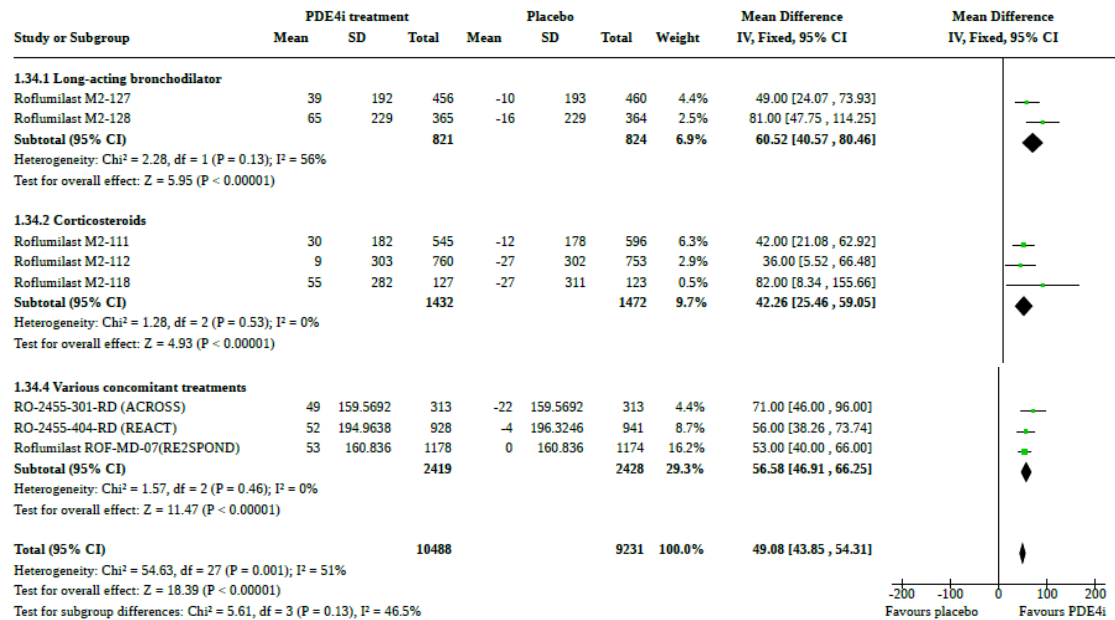 PDE4i treatment Placebo Mean Difference Mean Difference
Study or Subgroup Mean SD Total Mean SD Total Weight IV, Fixed, 95% CI IV, Fixed, 95% CI
1.34.1 Long-acting bronchodilator
Roflumilast M2-127 39 192 456 -10 193 460 4.4% 49.00 [24.07 , 73.93]
Roflumilast M2-128 65 229 365 -16 229 364 2.5% 81.00 [47.75 , 114.25]
Subtotal (95% CI) 821 824 6.9% 60.52 [40.57 , 80.46]
Heterogeneity: Chi² = 2.28, df = 1 (P = 0.13); I² = 56%
Test for overall effect: Z = 5.95 (P < 0.00001)
1.34.2 Corticosteroids
Roflumilast M2-111 30 182 545 -12 178 596 6.3% 42.00 [21.08 , 62.92]
Roflumilast M2-112 9 303 760 -27 302 753 2.9% 36.00 [5.52 , 66.48]
Roflumilast M2-118 55 282 127 -27 311 123 0.5% 82.00 [8.34 , 155.66]
Subtotal (95% CI) 1432 1472 9.7% 42.26 [25.46 , 59.05]
Heterogeneity: Chi² = 1.28, df = 2 (P = 0.53); I² = 0%
Test for overall effect: Z = 4.93 (P < 0.00001)
1.34.4 Various concomitant treatments
RO-2455-301-RD (ACROSS) 49 159.5692 313 -22 159.5692 313 4.4% 71.00 [46.00 , 96.00]
RO-2455-404-RD (REACT) 52 194.9638 928 -4 196.3246 941 8.7% 56.00 [38.26 , 73.74]
Roflumilast ROF-MD-07(RE2SPOND) 53 160.836 1178 0 160.836 1174 16.2% 53.00 [40.00 , 66.00]
Subtotal (95% CI) 2419 2428 29.3% 56.58 [46.91 , 66.25]
Heterogeneity: Chi² = 1.57, df = 2 (P = 0.46); I² = 0%
Test for overall effect: Z = 11.47 (P < 0.00001)
Total (95% CI) 10488 9231 100.0% 49.08 [43.85 , 54.31]
Heterogeneity: Chi² = 54.63, df = 27 (P = 0.001); I² = 51%
Test for overall effect: Z = 18.39 (P < 0.00001) -200 -100 0 100 200
Test for subgroup differences: Chi² = 5.61, df = 3 (P = 0.13), I² = 46.5% Favours placebo Favours PDE4i